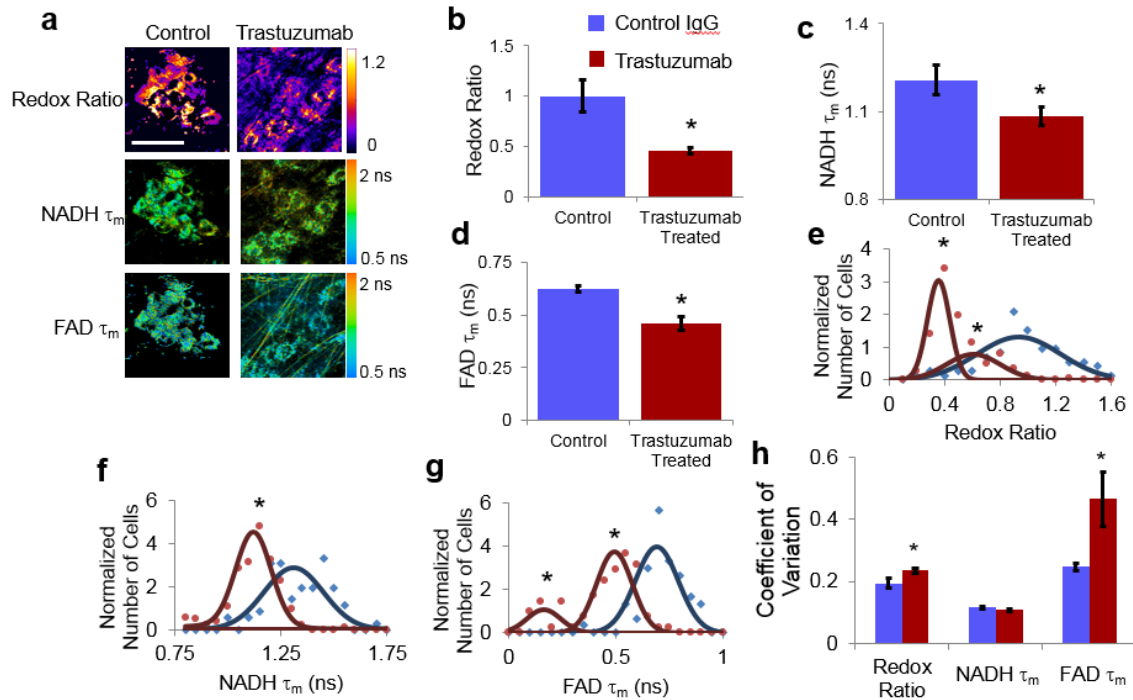 a
Control
Trastuzumab
Redox Ratio
1.2
0
NADH τm
2 ns
0.5 ns
FAD τm
2 ns
0.5 ns
b
Control IgG
Trastuzumab
Redox Ratio
1.5
1
0.5
0
*
Control
Trastuzumab
Treated
c
NADH τm (ns)
1.4
1.1
0.8
*
Control
Trastuzumab
Treated
d
FAD τm (ns)
0.75
0.5
0.25
0
*
Control
Trastuzumab
Treated
e
Normalized
Number of Cells
4
3
2
1
0
*
*
0 0.4 0.8 1.2 1.6
Redox Ratio
f
Normalized
Number of Cells
6
4
2
0
*
0.75 1.25 1.75
NADH τm (ns)
g
Normalized
Number of Cells
6
4
2
0
*
*
0 0.5 1
FAD τm (ns)
h
Coefficient of
Variation
0.6
0.4
0.2
0
*
*
Redox
Ratio
NADH τm
FAD τm